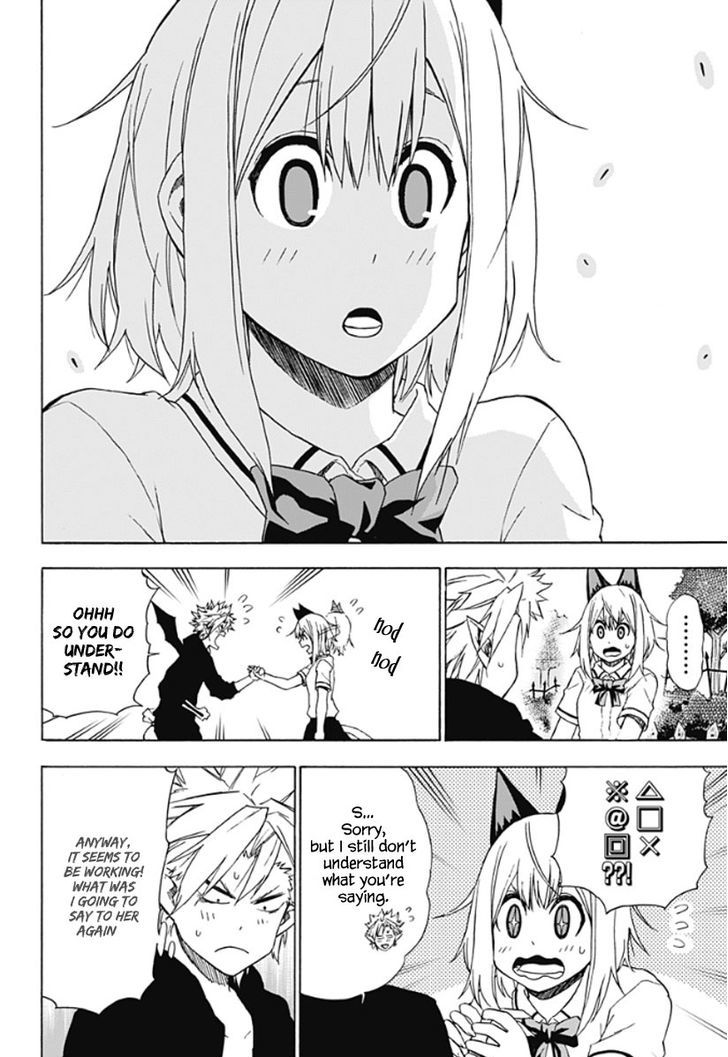 ........
nod
nod
OHHH
SO YOU DO
UNDER-
STAND!!
△□×
※@回??!
S...
Sorry,
but I still don't
understand
what you're
saying.
ANYWAY,
IT SEEMS TO
BE WORKING!
WHAT WAS
I GOING TO
SAY TO HER
AGAIN